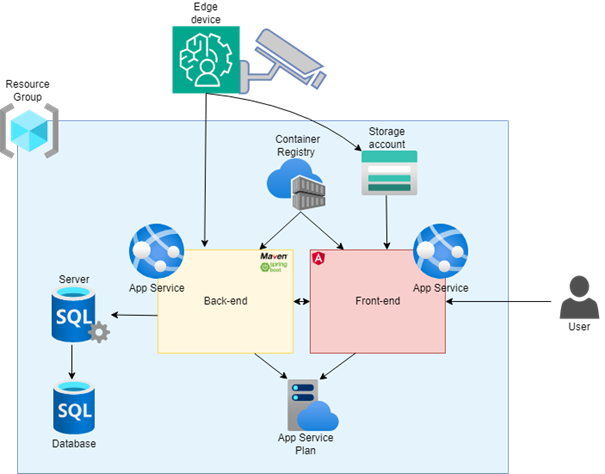 Edge
device
Resource
Group
Container
Registry
Storage
account
App Service
Maven
spring
boot
Back-end
Front-end
App Service
Server
SQL
User
SQL
Database
App Service
Plan